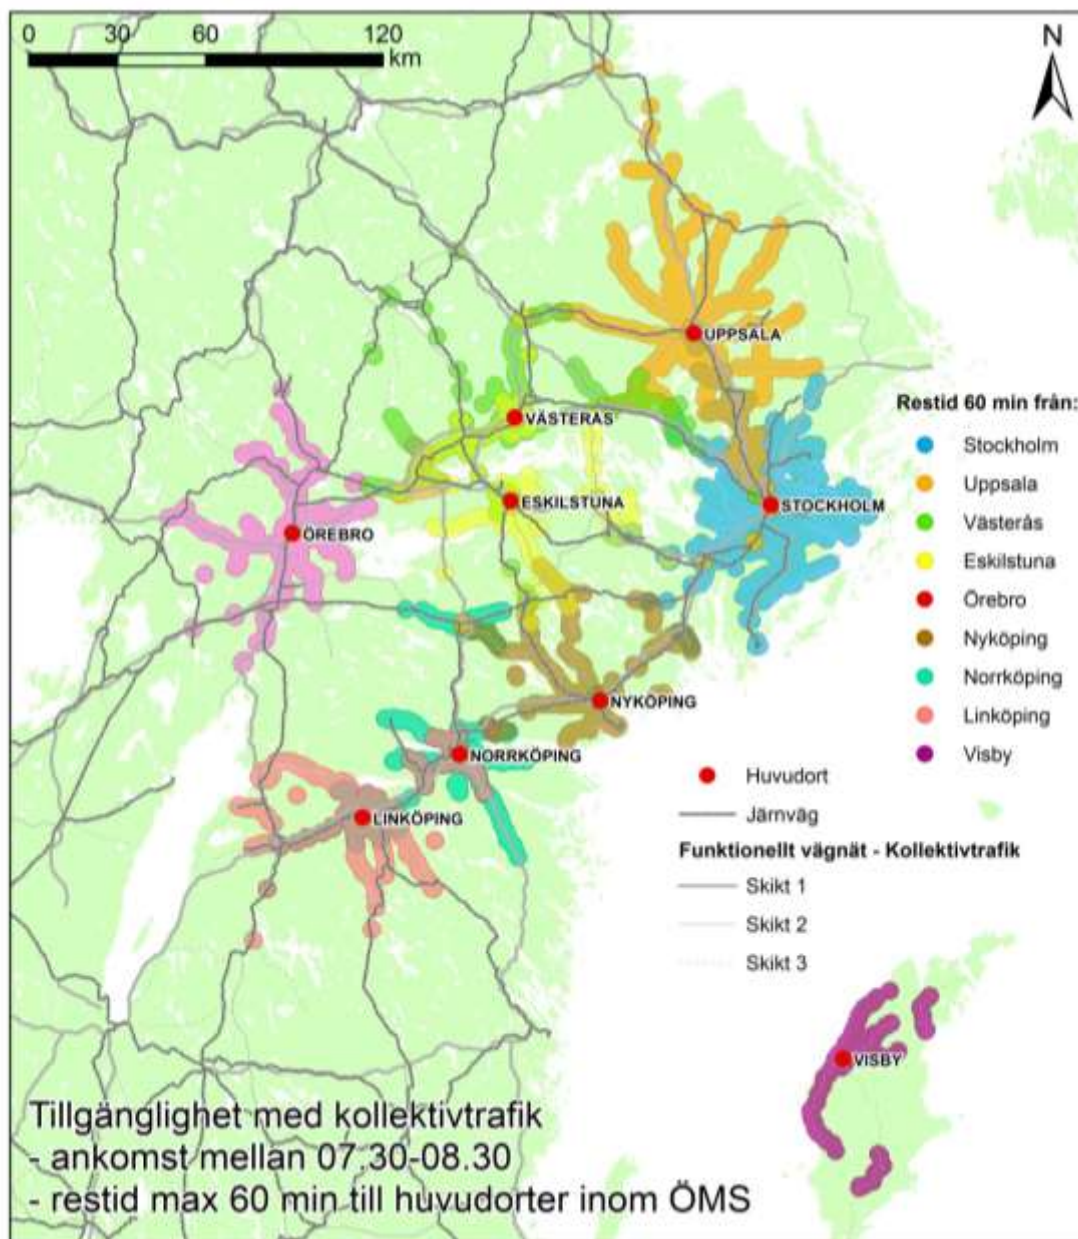 0 30 60 120
km
N
UPPSALA
VÄSTERÅS
Restid 60 min från:
Stockholm
Uppsala
Västerås
Eskilstuna
Örebro
Nyköping
Norrköping
Linköping
Visby
ESKILSTUNA
STOCKHOLM
ÖREBRO
NYKÖPING
NORRKÖPING
LINKÖPING
Huvudort
Järnväg
Funktionellt vägnät - Kollektivtrafik
Skikt 1
Skikt 2
Skikt 3
VISBY
Tillgänglighet med kollektivtrafik
- ankomst mellan 07.30-08.30
- restid max 60 min till huvudorter inom ÖMS